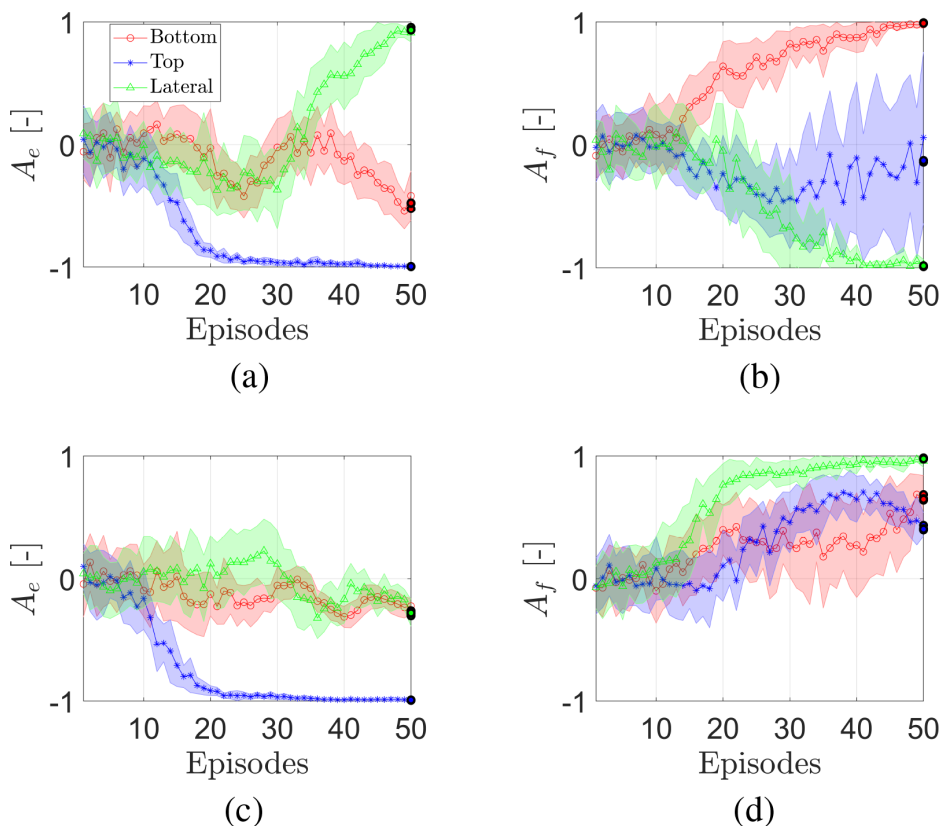 1
0
-1
A_e [-]
Bottom
Top
Lateral
10 20 30 40 50
Episodes
(a)
1
0
-1
A_f [-]
10 20 30 40 50
Episodes
(b)
1
0
-1
A_e [-]
10 20 30 40 50
Episodes
(c)
1
0
-1
A_f [-]
10 20 30 40 50
Episodes
(d)